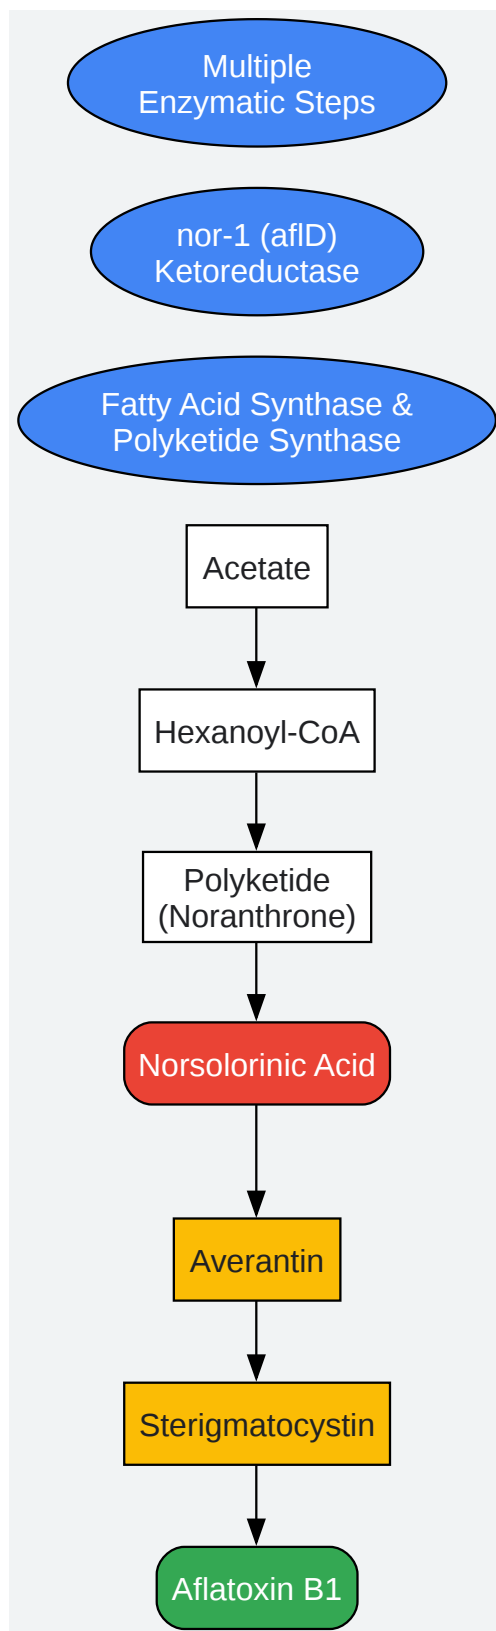 Multiple
Enzymatic Steps
nor-1 (aflD)
Ketoreductase
Fatty Acid Synthase &
Polyketide Synthase
Acetate
Hexanoyl-CoA
Polyketide
(Noranthrone)
Norsolorinic Acid
Averantin
Sterigmatocystin
Aflatoxin B1